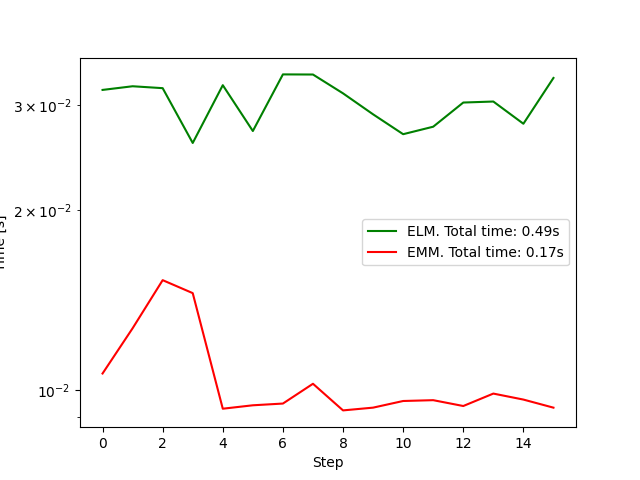 3 × 10⁻²
2 × 10⁻²
10⁻²
Time [s]
ELM. Total time: 0.49s
EMM. Total time: 0.17s
0 2 4 6 8 10 12 14
Step